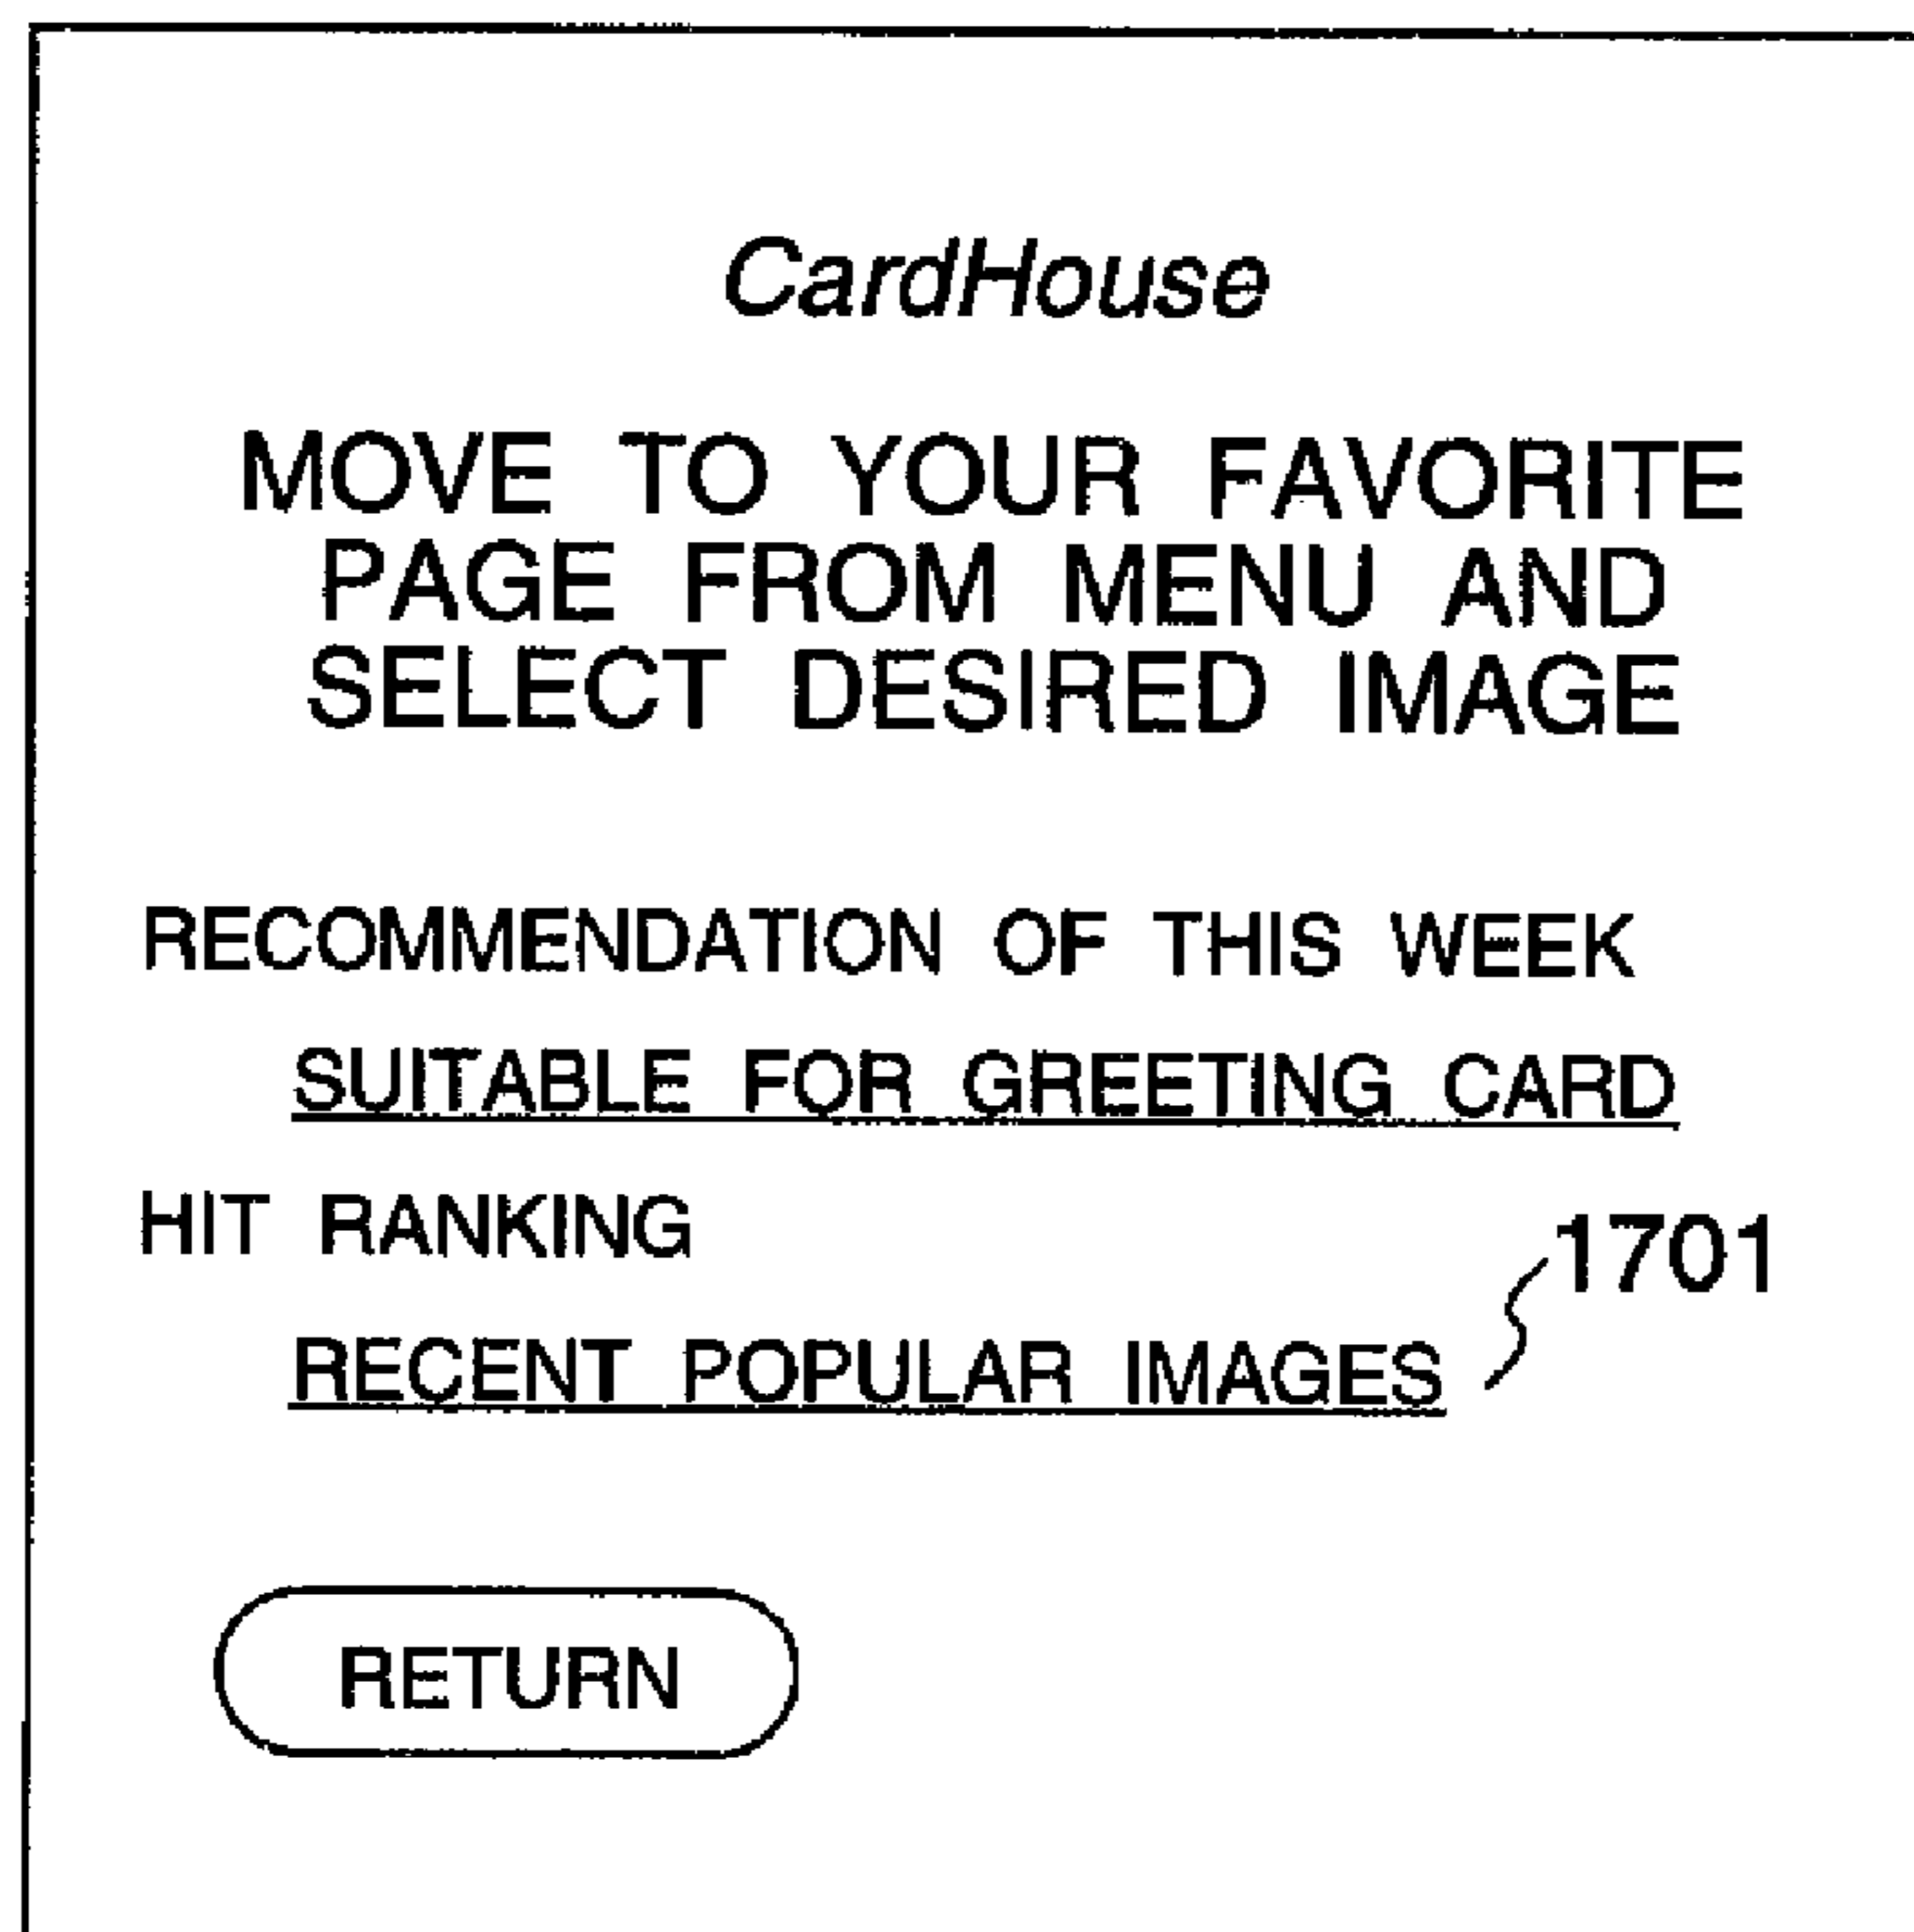 CardHouse
MOVE TO YOUR FAVORITE
PAGE FROM MENU AND
SELECT DESIRED IMAGE
RECOMMENDATION OF THIS WEEK
SUITABLE FOR GREETING CARD
HIT RANKING
1701
RECENT POPULAR IMAGES
RETURN